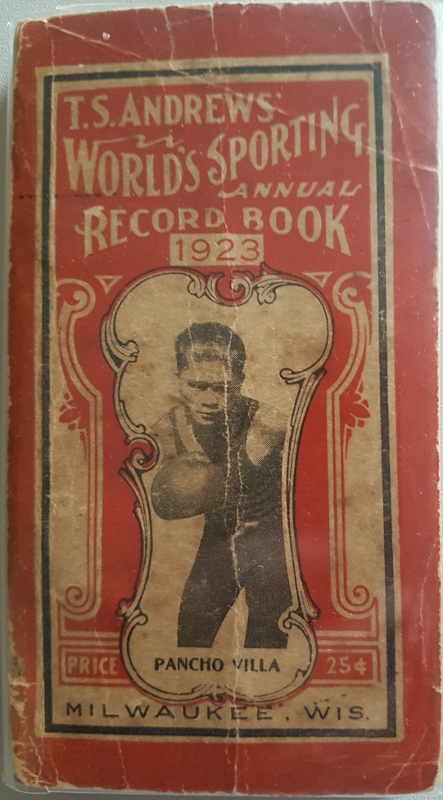 T.S. ANDREWS'
WORLD'S SPORTING
ANNUAL
RECORD BOOK
1923
PANCHO VILLA
PRICE 25¢
MILWAUKEE, WIS.